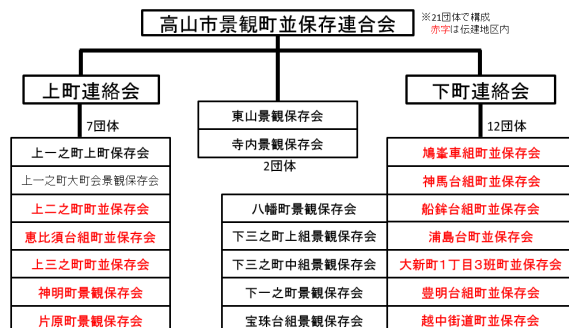 高山市景観町並保存連合会
※21団体で構成
赤字は伝建地区内
上町連絡会
7団体
上一之町上町保存会
上一之町大町会景観保存会
上二之町町並保存会
恵比須台組町並保存会
上三之町町並保存会
神明町景観保存会
片原町景観保存会
東山景観保存会
寺内景観保存会
2団体
下町連絡会
12団体
八幡町景観保存会
下三之町上組景観保存会
下三之町中組景観保存会
下一之町景観保存会
宝珠台組景観保存会
鳩峯車組町並保存会
神馬台組町並保存会
船鉾台組町並保存会
浦島台町並保存会
大新町1丁目3班町並保存会
豊明台組町並保存会
越中街道町並保存会